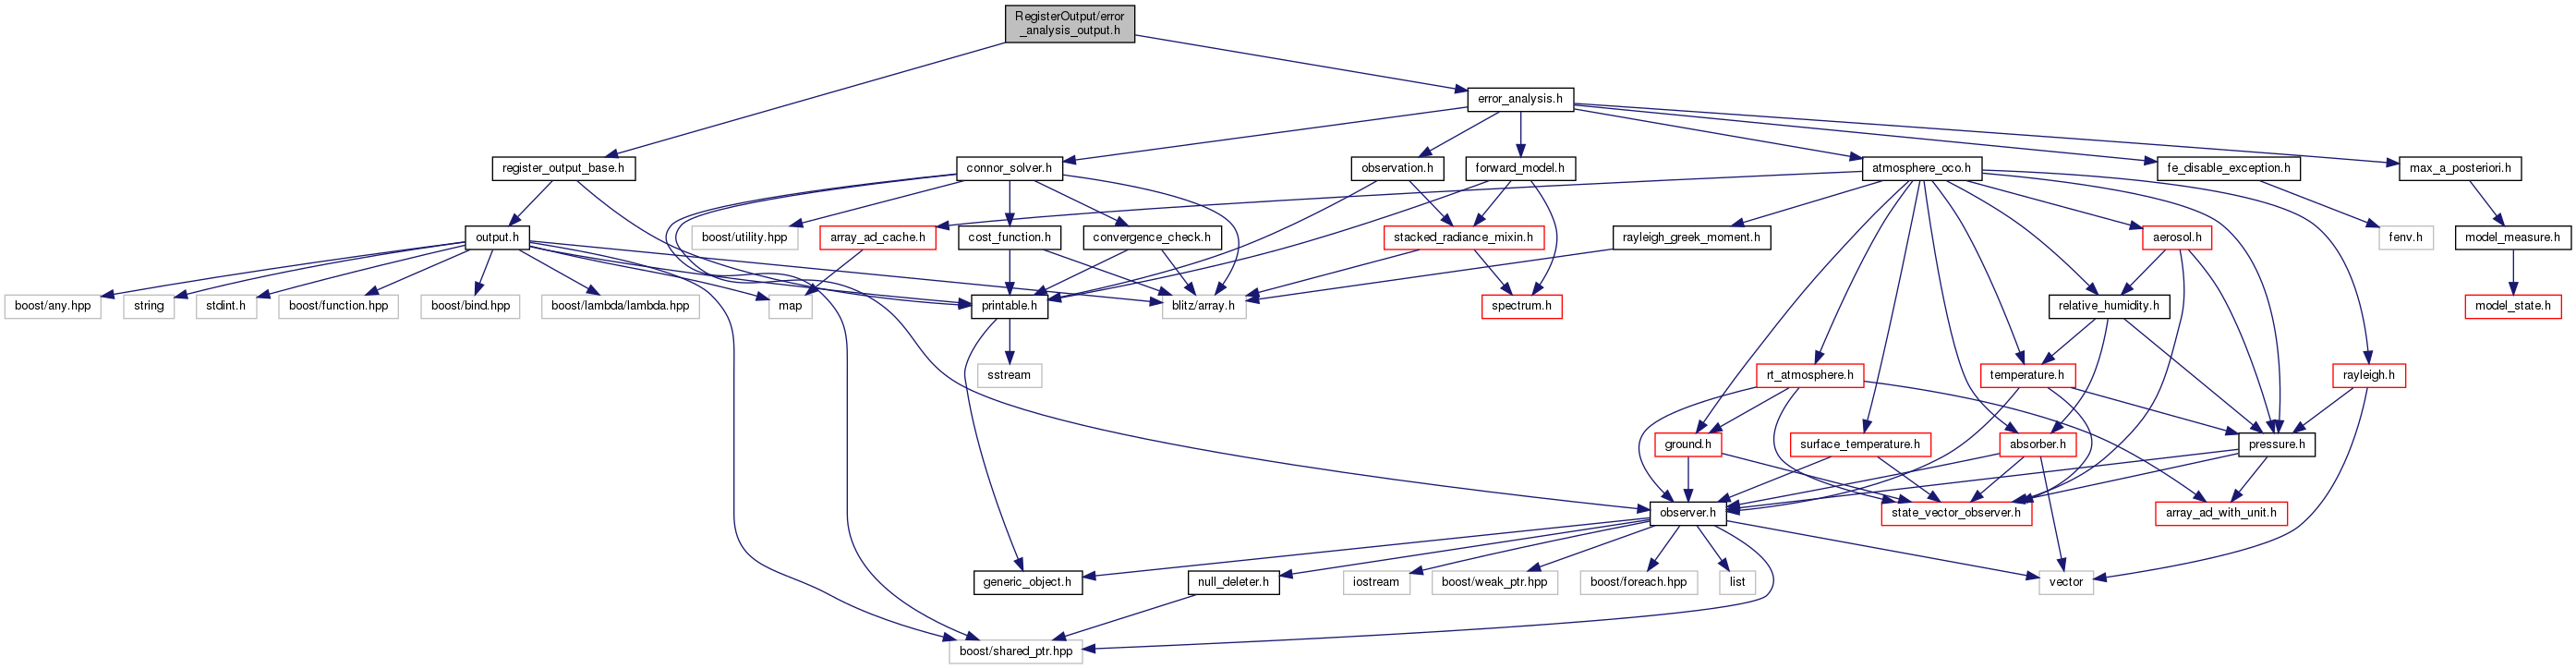 RegisterOutput/error
_analysis_output.h
error_analysis.h
register_output_base.h
connor_solver.h
observation.h
forward_model.h
atmosphere_oco.h
fe_disable_exception.h
max_a_posteriori.h
output.h
boost/utility.hpp
array_ad_cache.h
cost_function.h
convergence_check.h
stacked_radiance_mixin.h
rayleigh_greek_moment.h
aerosol.h
fenv.h
model_measure.h
boost/any.hpp
string
stdint.h
boost/function.hpp
boost/bind.hpp
boost/lambda/lambda.hpp
map
printable.h
blitz/array.h
spectrum.h
relative_humidity.h
model_state.h
sstream
rt_atmosphere.h
temperature.h
rayleigh.h
ground.h
surface_temperature.h
absorber.h
pressure.h
observer.h
state_vector_observer.h
array_ad_with_unit.h
generic_object.h
null_deleter.h
iostream
boost/weak_ptr.hpp
boost/foreach.hpp
list
vector
boost/shared_ptr.hpp